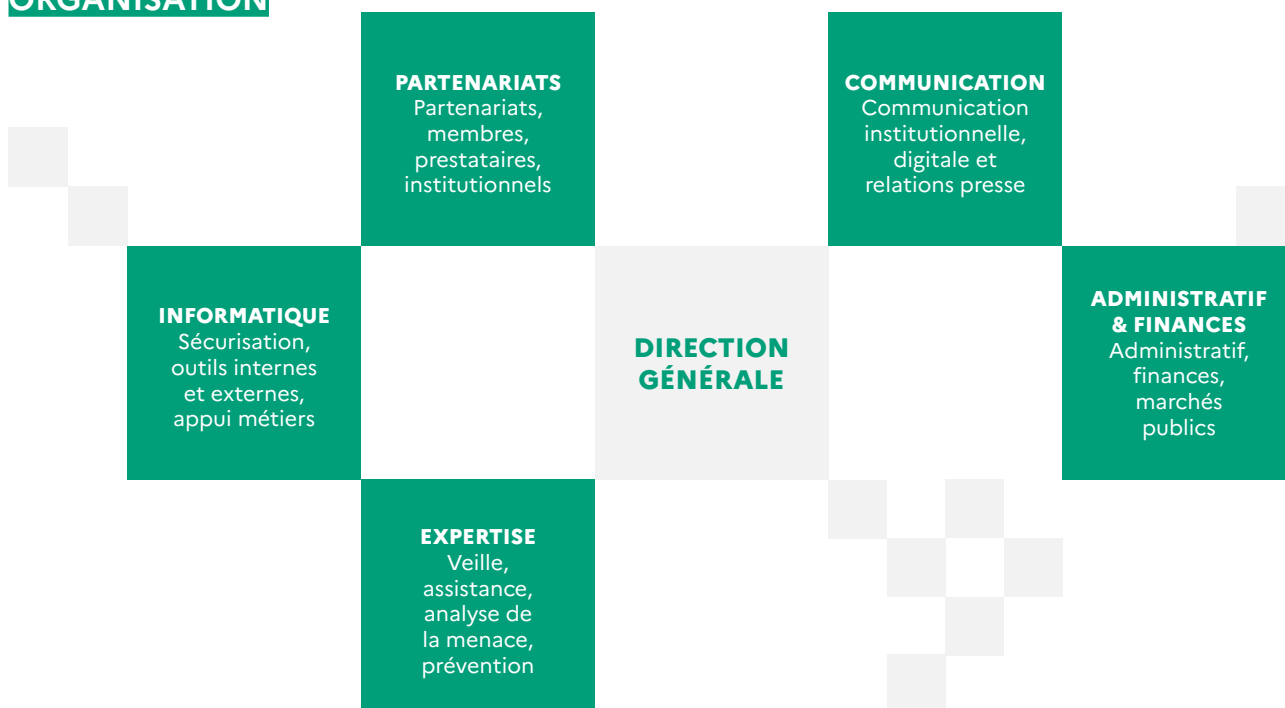 ORGANISATION
PARTENARIATS
Partenariats,
membres,
prestataires,
institutionnels
COMMUNICATION
Communication
institutionnelle,
digitale et
relations presse
INFORMATIQUE
Sécurisation,
outils internes
et externes,
appui métiers
DIRECTION
GÉNÉRALE
ADMINISTRATIF
& FINANCES
Administratif,
finances,
marchés
publics
EXPERTISE
Veille,
assistance,
analyse de
la menace,
prévention